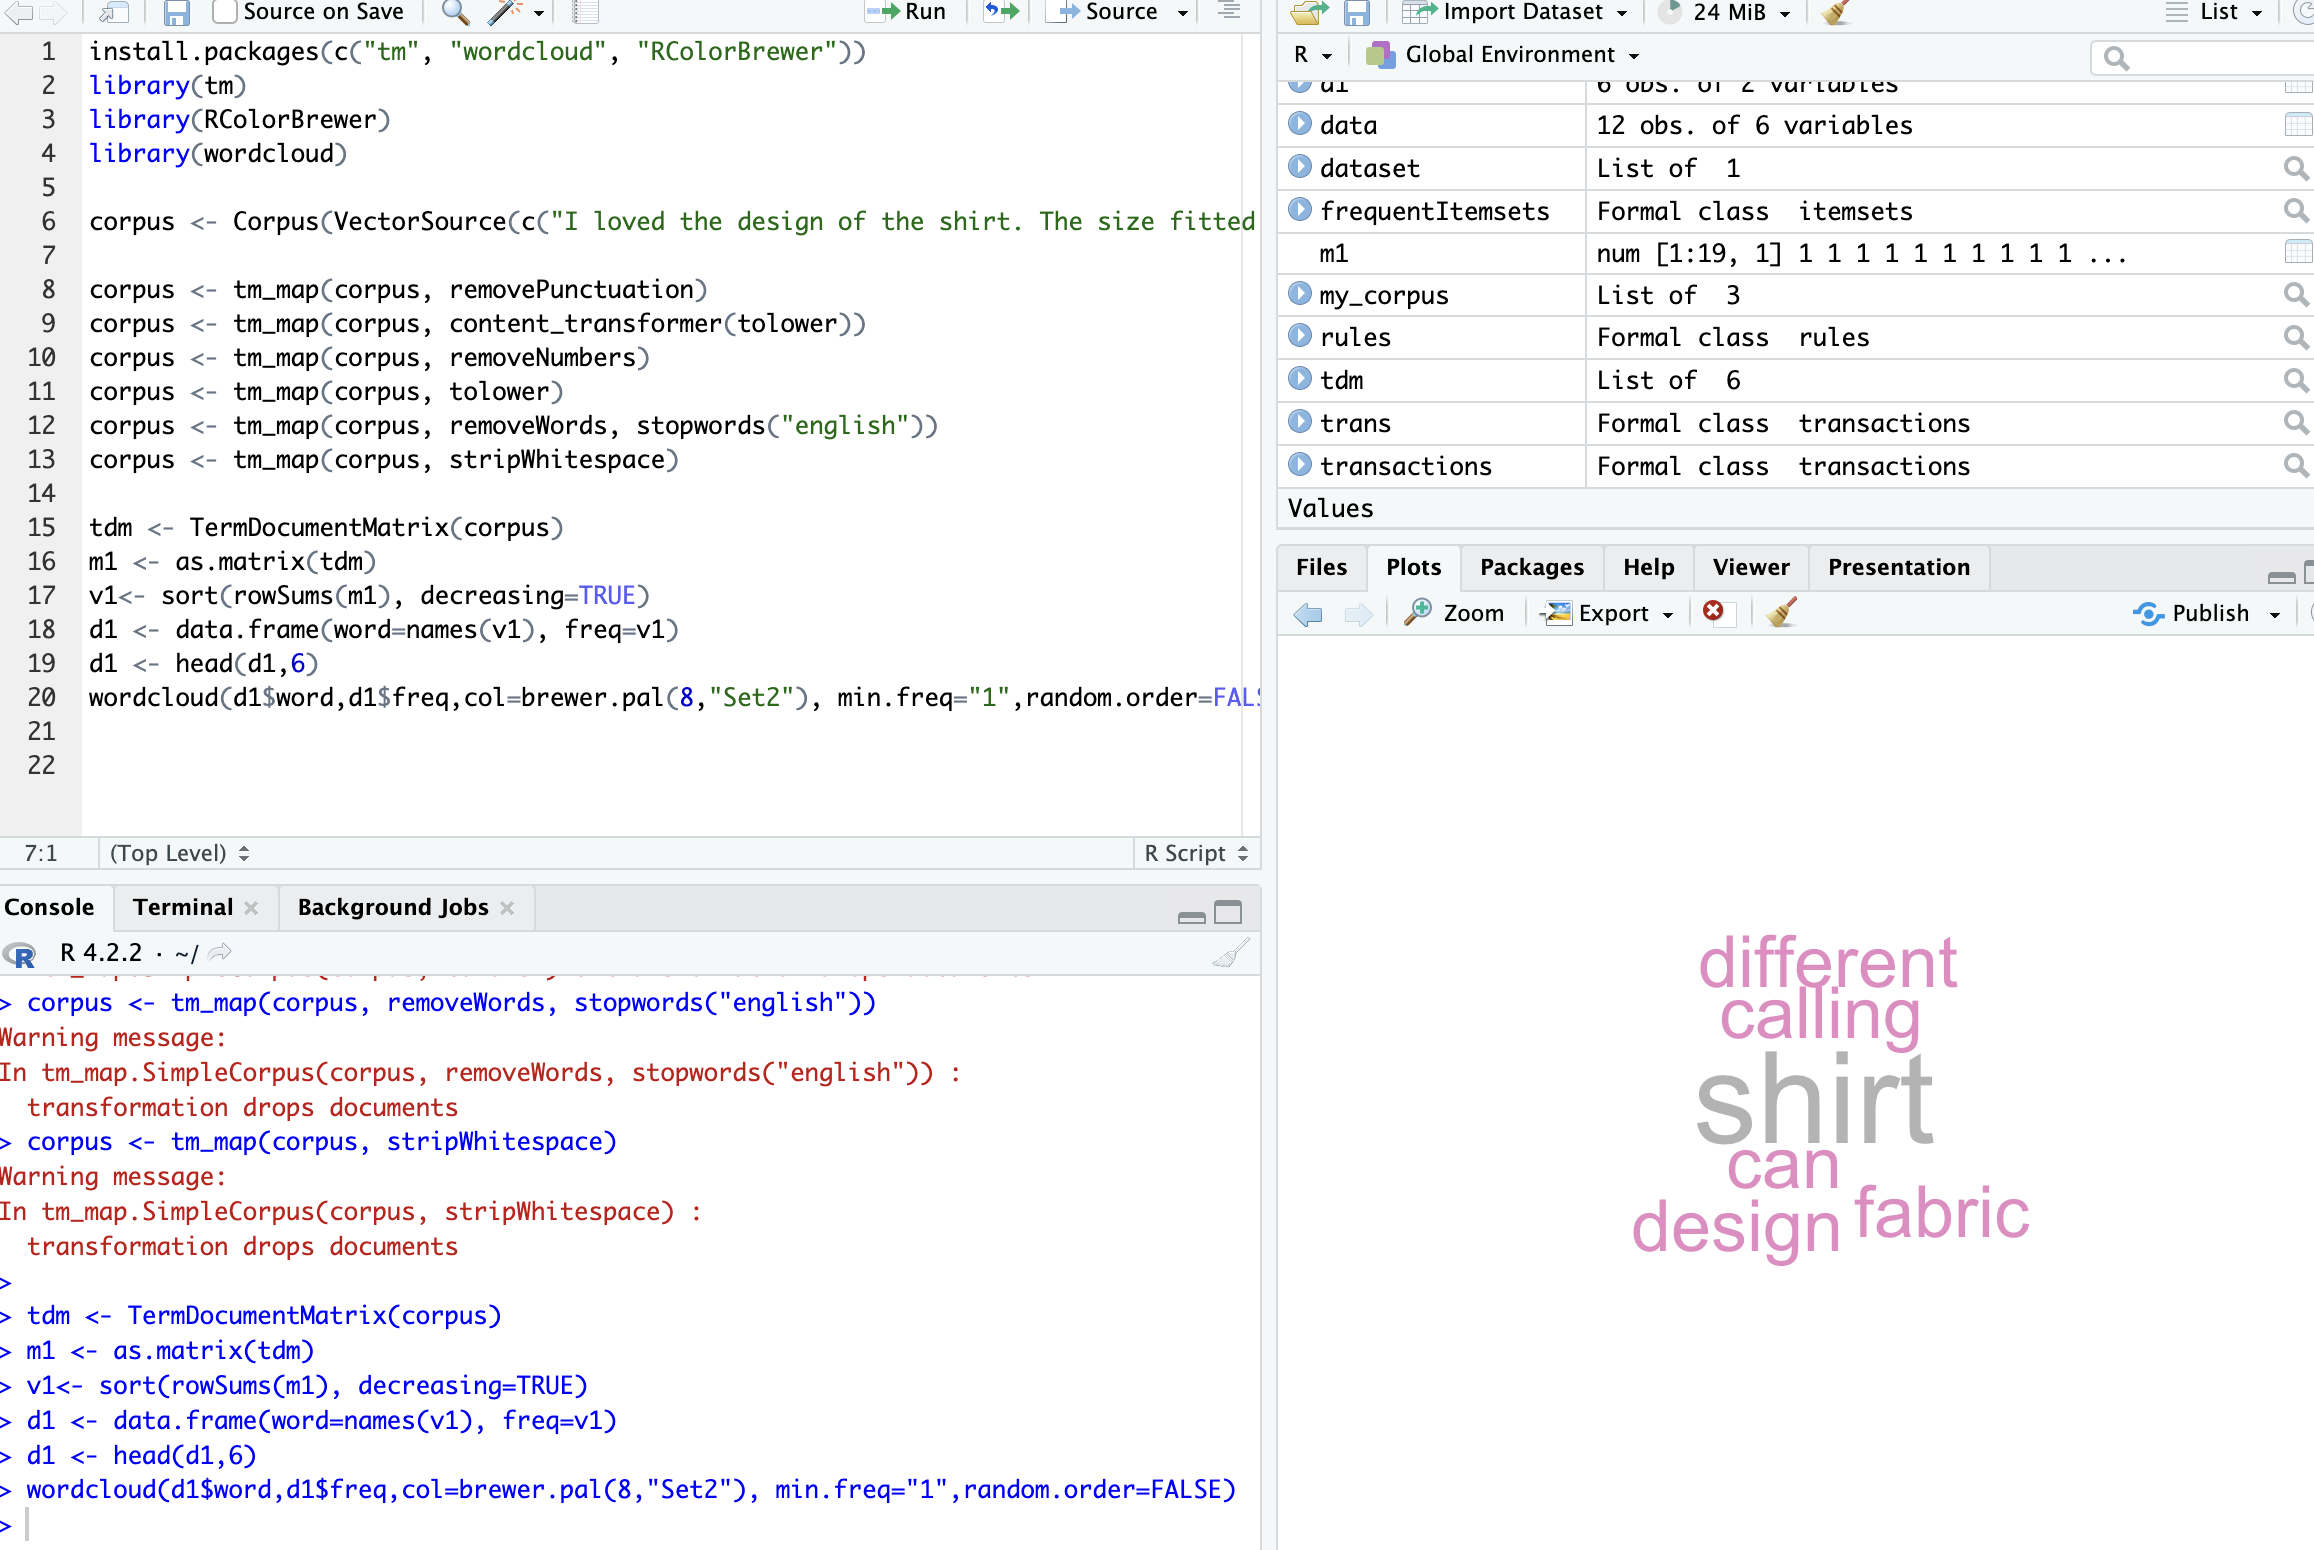 Source on Save
Run
Source
1 install.packages(c("tm", "wordcloud", "RColorBrewer"))
2 library(tm)
3 library(RColorBrewer)
4 library(wordcloud)
5
6 corpus <- Corpus(VectorSource(c("I loved the design of the shirt. The size fitted
7
8 corpus <- tm_map(corpus, removePunctuation)
9 corpus <- tm_map(corpus, content_transformer(tolower))
10 corpus <- tm_map(corpus, removeNumbers)
11 corpus <- tm_map(corpus, tolower)
12 corpus <- tm_map(corpus, removeWords, stopwords("english"))
13 corpus <- tm_map(corpus, stripWhitespace)
14
15 tdm <- TermDocumentMatrix(corpus)
16 m1 <- as.matrix(tdm)
17 v1<- sort(rowSums(m1), decreasing=TRUE)
18 d1 <- data.frame(word=names(v1), freq=v1)
19 d1 <- head(d1,6)
20 wordcloud(d1$word,d1$freq,col=brewer.pal(8,"Set2"), min.freq="1",random.order=FALS
21
22
7:1 (Top Level) R Script
Console Terminal Background Jobs
R 4.2.2 · ~/
> corpus <- tm_map(corpus, removeWords, stopwords("english"))
Warning message:
In tm_map.SimpleCorpus(corpus, removeWords, stopwords("english")) :
transformation drops documents
> corpus <- tm_map(corpus, stripWhitespace)
Warning message:
In tm_map.SimpleCorpus(corpus, stripWhitespace) :
transformation drops documents
>
> tdm <- TermDocumentMatrix(corpus)
> m1 <- as.matrix(tdm)
> v1<- sort(rowSums(m1), decreasing=TRUE)
> d1 <- data.frame(word=names(v1), freq=v1)
> d1 <- head(d1,6)
> wordcloud(d1$word,d1$freq,col=brewer.pal(8,"Set2"), min.freq="1",random.order=FALSE)
>
Import Dataset 24 MiB List
R Global Environment
d1 6 obs. of 2 variables
data 12 obs. of 6 variables
dataset List of 1
frequentItemsets Formal class itemsets
m1 num [1:19, 1] 1 1 1 1 1 1 1 1 1 1 ...
my_corpus List of 3
rules Formal class rules
tdm List of 6
trans Formal class transactions
transactions Formal class transactions
Values
Files Plots Packages Help Viewer Presentation
Zoom Export Publish
different
calling
shirt
can
design fabric